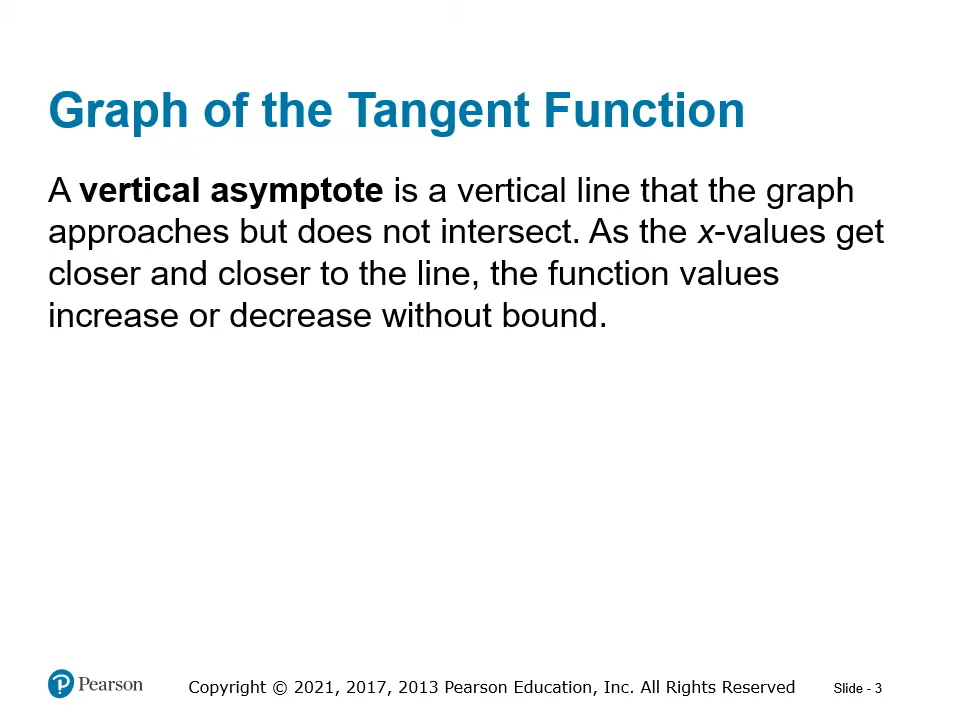 Graph of the Tangent Function
A vertical asymptote is a vertical line that the graph
approaches but does not intersect. As the x-values get
closer and closer to the line, the function values
increase or decrease without bound.
Pearson
Copyright © 2021, 2017, 2013 Pearson Education, Inc. All Rights Reserved
Slide - 3